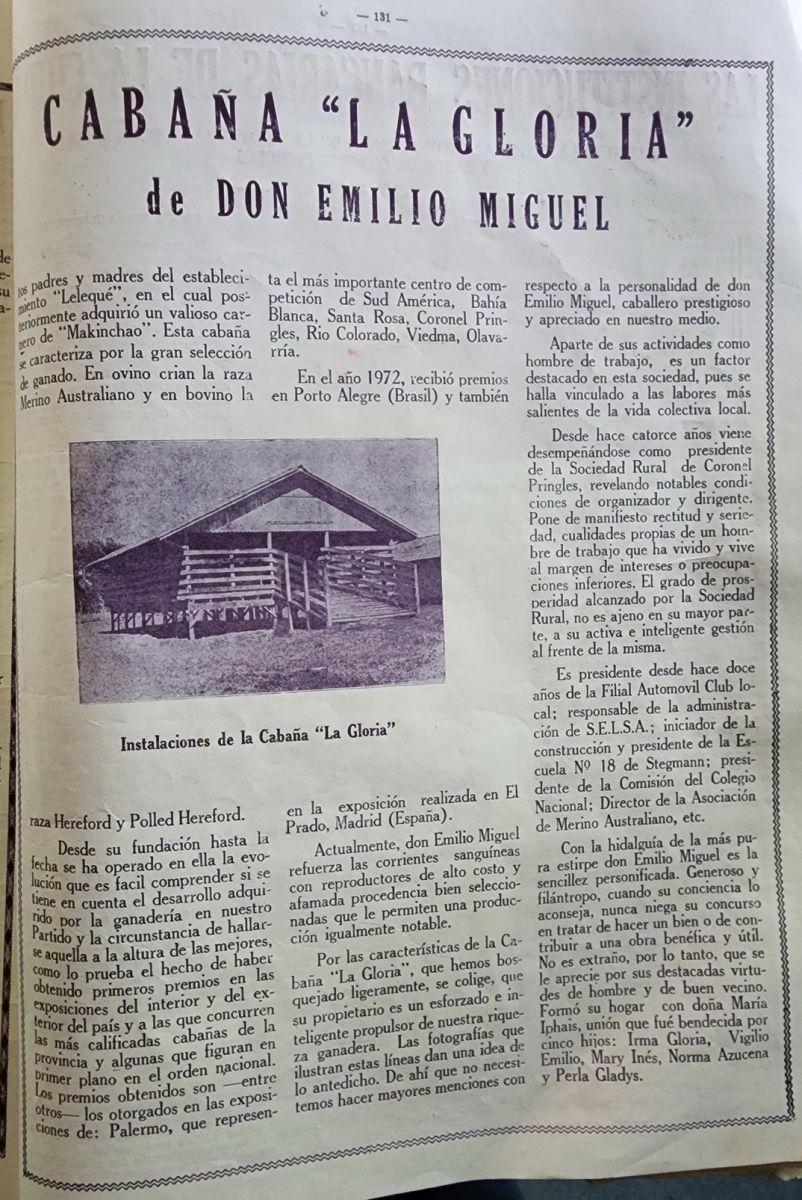 — 131 —
CABAÑA "LA GLORIA"
de DON EMILIO MIGUEL
los padres y madres del estableci-
miento "Lelequé", en el cual pos-
teriormente adquirió un valioso car-
nero de "Makinchao". Esta cabaña
se caracteriza por la gran selección
de ganado. En ovino crian la raza
Merino Australiano y en bovino la
raza Hereford y Polled Hereford.
Desde su fundación hasta la
fecha se ha operado en ella la evo-
lución que es facil comprender si se
tiene en cuenta el desarrollo adqui-
rido por la ganadería en nuestro
Partido y la circunstancia de hallar-
se aquella a la altura de las mejores,
como lo prueba el hecho de haber
obtenido primeros premios en las
exposiciones del interior y del ex-
terior del país y a las que concurren
las más calificadas cabañas de la
provincia y algunas que figuran en
primer plano en el orden nacional.
Los premios obtenidos son —entre
otros— los otorgados en las exposi-
ciones de: Palermo, que represen-
ta el más importante centro de com-
petición de Sud América, Bahía
Blanca, Santa Rosa, Coronel Prin-
gles, Rio Colorado, Viedma, Olava-
rría.
En el año 1972, recibió premios
en Porto Alegre (Brasil) y también
en la exposición realizada en El
Prado, Madrid (España).
Actualmente, don Emilio Miguel
refuerza las corrientes sanguíneas
con reproductores de alto costo y
afamada procedencia bien seleccio-
nadas que le permiten una produc-
ción igualmente notable.
Por las características de la Ca-
baña "La Gloria", que hemos bos-
quejado ligeramente, se colige, que
su propietario es un esforzado e in-
teligente propulsor de nuestra rique-
za ganadera. Las fotografías que
ilustran estas líneas dan una idea de
lo antedicho. De ahí que no necesi-
temos hacer mayores menciones con
respecto a la personalidad de don
Emilio Miguel, caballero prestigioso
y apreciado en nuestro medio.
Aparte de sus actividades como
hombre de trabajo, es un factor
destacado en esta sociedad, pues se
halla vinculado a las labores más
salientes de la vida colectiva local.
Desde hace catorce años viene
desempeñándose como presidente
de la Sociedad Rural de Coronel
Pringles, revelando notables condi-
ciones de organizador y dirigente.
Pone de manifiesto rectitud y serie-
dad, cualidades propias de un hom-
bre de trabajo que ha vivido y vive
al margen de intereses o preocupa-
ciones inferiores. El grado de pros-
peridad alcanzado por la Sociedad
Rural, no es ajeno en su mayor par-
te, a su activa e inteligente gestión
al frente de la misma.
Es presidente desde hace doce
años de la Filial Automovil Club lo-
cal; responsable de la administra-
ción de S.E.L.S.A.; iniciador de la
construcción y presidente de la Es-
cuela Nº 18 de Stegmann; presi-
dente de la Comisión del Colegio
Nacional; Director de la Asociación
de Merino Australiano, etc.
Con la hidalguía de la más pu-
ra estirpe don Emilio Miguel es la
sencillez personificada. Generoso y
filántropo, cuando su conciencia lo
aconseja, nunca niega su concurso
en tratar de hacer un bien o de con-
tribuir a una obra benéfica y útil.
No es extraño, por lo tanto, que se
le aprecie por sus destacadas virtu-
des de hombre y de buen vecino.
Formó su hogar con doña María
Iphais, unión que fué bendecida por
cinco hijos: Irma Gloria, Vigilio
Emilio, Mary Inés, Norma Azucena
y Perla Gladys.
Instalaciones de la Cabaña "La Gloria"